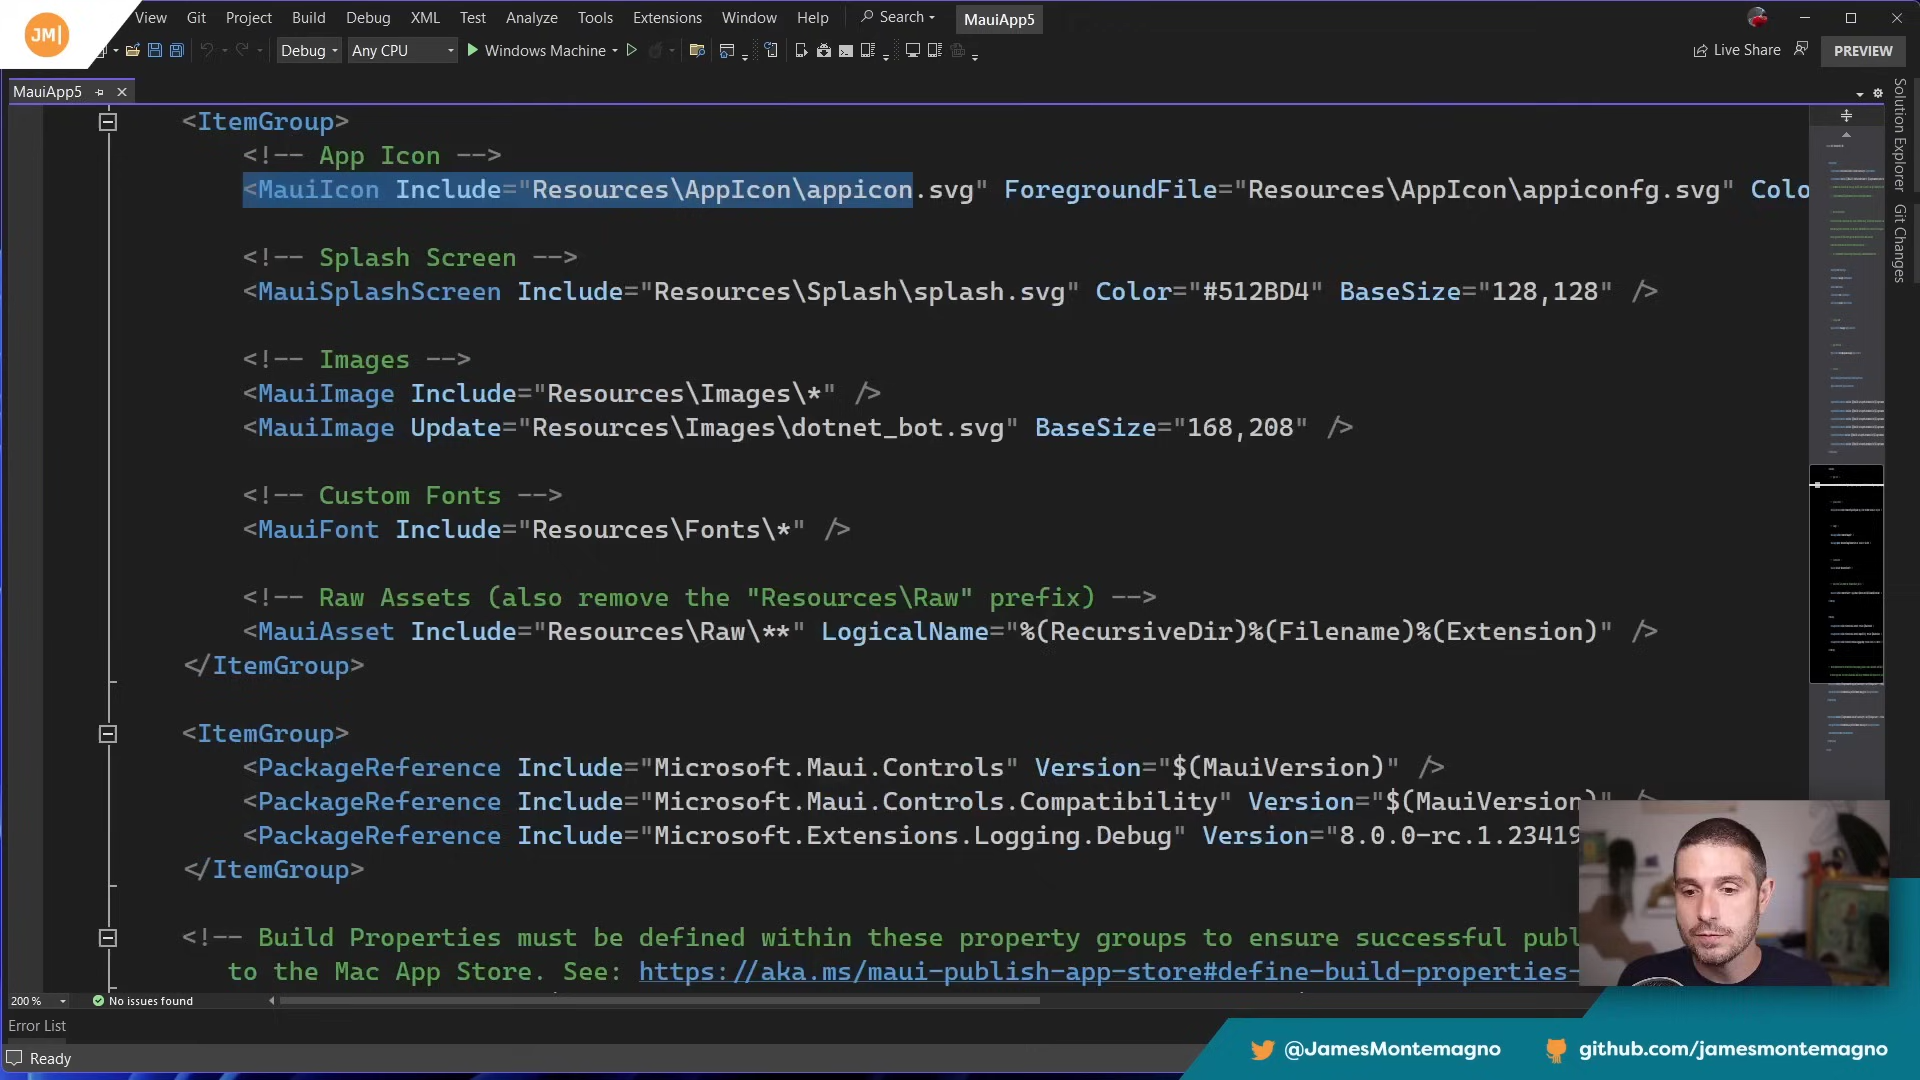 JM|
View Git Project Build Debug XML Test Analyze Tools Extensions Window Help Search MauiApp5
Debug Any CPU Windows Machine Live Share PREVIEW
MauiApp5
<ItemGroup>
<!-- App Icon -->
<MauiIcon Include="Resources\AppIcon\appicon.svg" ForegroundFile="Resources\AppIcon\appiconfg.svg" Colo
<!-- Splash Screen -->
<MauiSplashScreen Include="Resources\Splash\splash.svg" Color="#512BD4" BaseSize="128,128" />
<!-- Images -->
<MauiImage Include="Resources\Images\*" />
<MauiImage Update="Resources\Images\dotnet_bot.svg" BaseSize="168,208" />
<!-- Custom Fonts -->
<MauiFont Include="Resources\Fonts\*" />
<!-- Raw Assets (also remove the "Resources\Raw" prefix) -->
<MauiAsset Include="Resources\Raw\**" LogicalName="%(RecursiveDir)%(Filename)%(Extension)" />
</ItemGroup>
<ItemGroup>
<PackageReference Include="Microsoft.Maui.Controls" Version="$(MauiVersion)" />
<PackageReference Include="Microsoft.Maui.Controls.Compatibility" Version="$(MauiVersion)" />
<PackageReference Include="Microsoft.Extensions.Logging.Debug" Version="8.0.0-rc.1.23419
</ItemGroup>
<!-- Build Properties must be defined within these property groups to ensure successful publ
to the Mac App Store. See: https://aka.ms/maui-publish-app-store#define-build-properties-
Solution Explorer
Git Changes
200 % No issues found
Error List
Ready
@JamesMontemagno github.com/jamesmontemagno